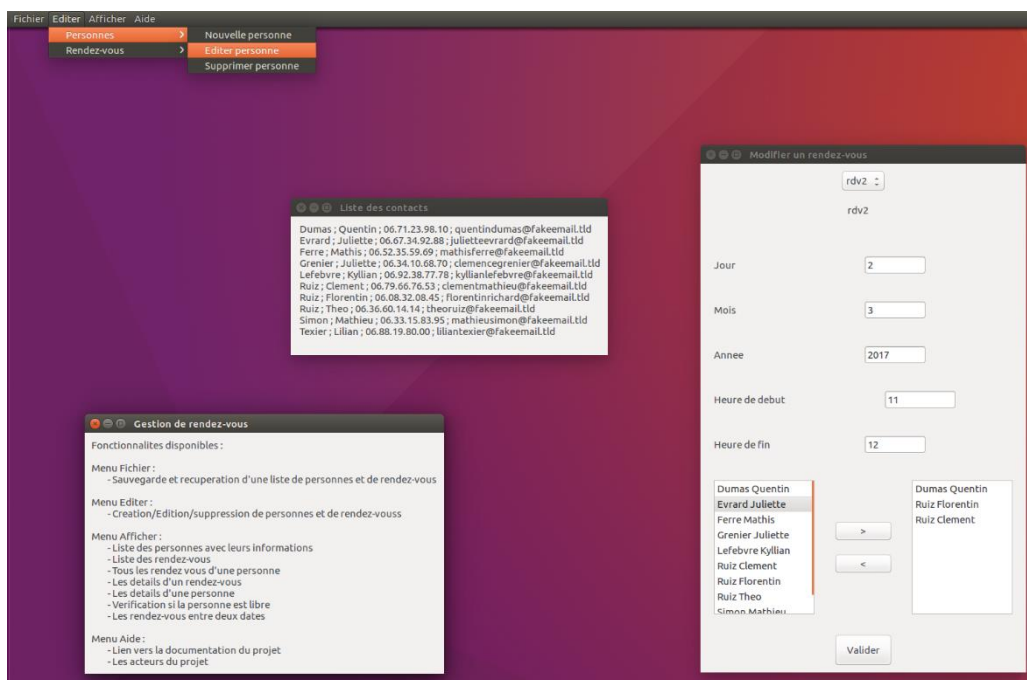 Fichier Editer Afficher Aide
Personnes >
Rendez-vous >
Nouvelle personne
Editer personne
Supprimer personne
Liste des contacts
Dumas ; Quentin ; 06.71.23.98.10 ; quentindumas@fakeemail.tld
Evrard ; Juliette ; 06.67.34.92.88 ; julietteevrard@fakeemail.tld
Ferre ; Mathis ; 06.52.35.59.69 ; mathisferre@fakeemail.tld
Grenier ; Juliette ; 06.34.10.68.70 ; clemencegrenier@fakeemail.tld
Lefebvre ; Kyllian ; 06.92.38.77.78 ; kyllianlefebvre@fakeemail.tld
Ruiz ; Clement ; 06.79.66.76.53 ; clementmathieu@fakeemail.tld
Ruiz ; Florentin ; 06.08.32.08.45 ; florentinrichard@fakeemail.tld
Ruiz ; Theo ; 06.36.60.14.14 ; theoruiz@fakeemail.tld
Simon ; Mathieu ; 06.33.15.83.95 ; mathieusimon@fakeemail.tld
Texier ; Lilian ; 06.88.19.80.00 ; liliantexier@fakeemail.tld
Gestion de rendez-vous
Fonctionnalites disponibles :
Menu Fichier :
- Sauvegarde et recuperation d'une liste de personnes et de rendez-vous
Menu Editer :
- Creation/Edition/suppression de personnes et de rendez-vouss
Menu Afficher :
- Liste des personnes avec leurs informations
- Liste des rendez-vous
- Tous les rendez vous d'une personne
- Les details d'un rendez-vous
- Les details d'une personne
- Verification si la personne est libre
- Les rendez-vous entre deux dates
Menu Aide :
- Lien vers la documentation du projet
- Les acteurs du projet
Modifier un rendez-vous
rdv2
rdv2
Jour 2
Mois 3
Annee 2017
Heure de debut 11
Heure de fin 12
Dumas Quentin
Evrard Juliette
Ferre Mathis
Grenier Juliette
Lefebvre Kyllian
Ruiz Clement
Ruiz Florentin
Ruiz Theo
Simon Mathieu
>
<
Dumas Quentin
Ruiz Florentin
Ruiz Clement
Valider